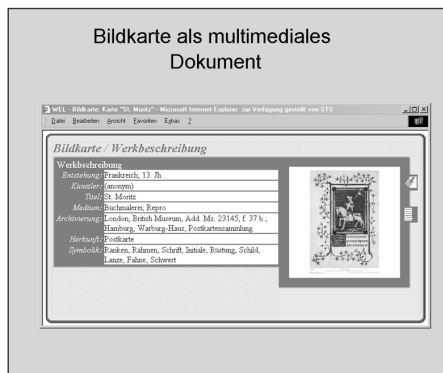 Bildkarte als multimediales
Dokument
WEL - Bildkarte: Karte "St. Moritz" - Microsoft Internet Explorer zur Verfügung gestellt von STS
Datei Bearbeiten Ansicht Favoriten Extras ?
Bildkarte / Werkbeschreibung
Werkbschreibung
Entstehung: Frankreich, 13. Jh.
Künstler: (anonym)
Titel: St. Moritz
Medium: Buchmalerei; Repro
Archivierung: London, British Museum, Add. Ms. 23145, f. 37 b.;
Hamburg, Warburg-Haus, Postkartensammlung
Herkunft: Postkarte
Symbolik: Ranken, Rahmen, Schrift, Initiale, Rüstung, Schild,
Lanze, Fahne, Schwert